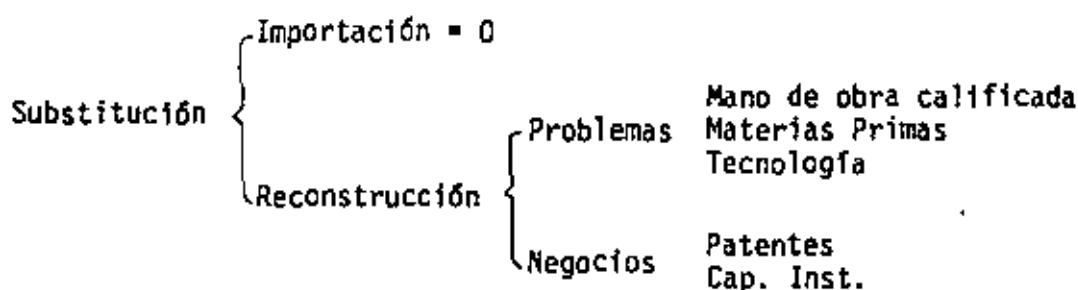 Importación = 0
Substitución
Mano de obra calificada
Problemas Materias Primas
Tecnología
Reconstrucción
Patentes
Negocios
Cap. Inst.